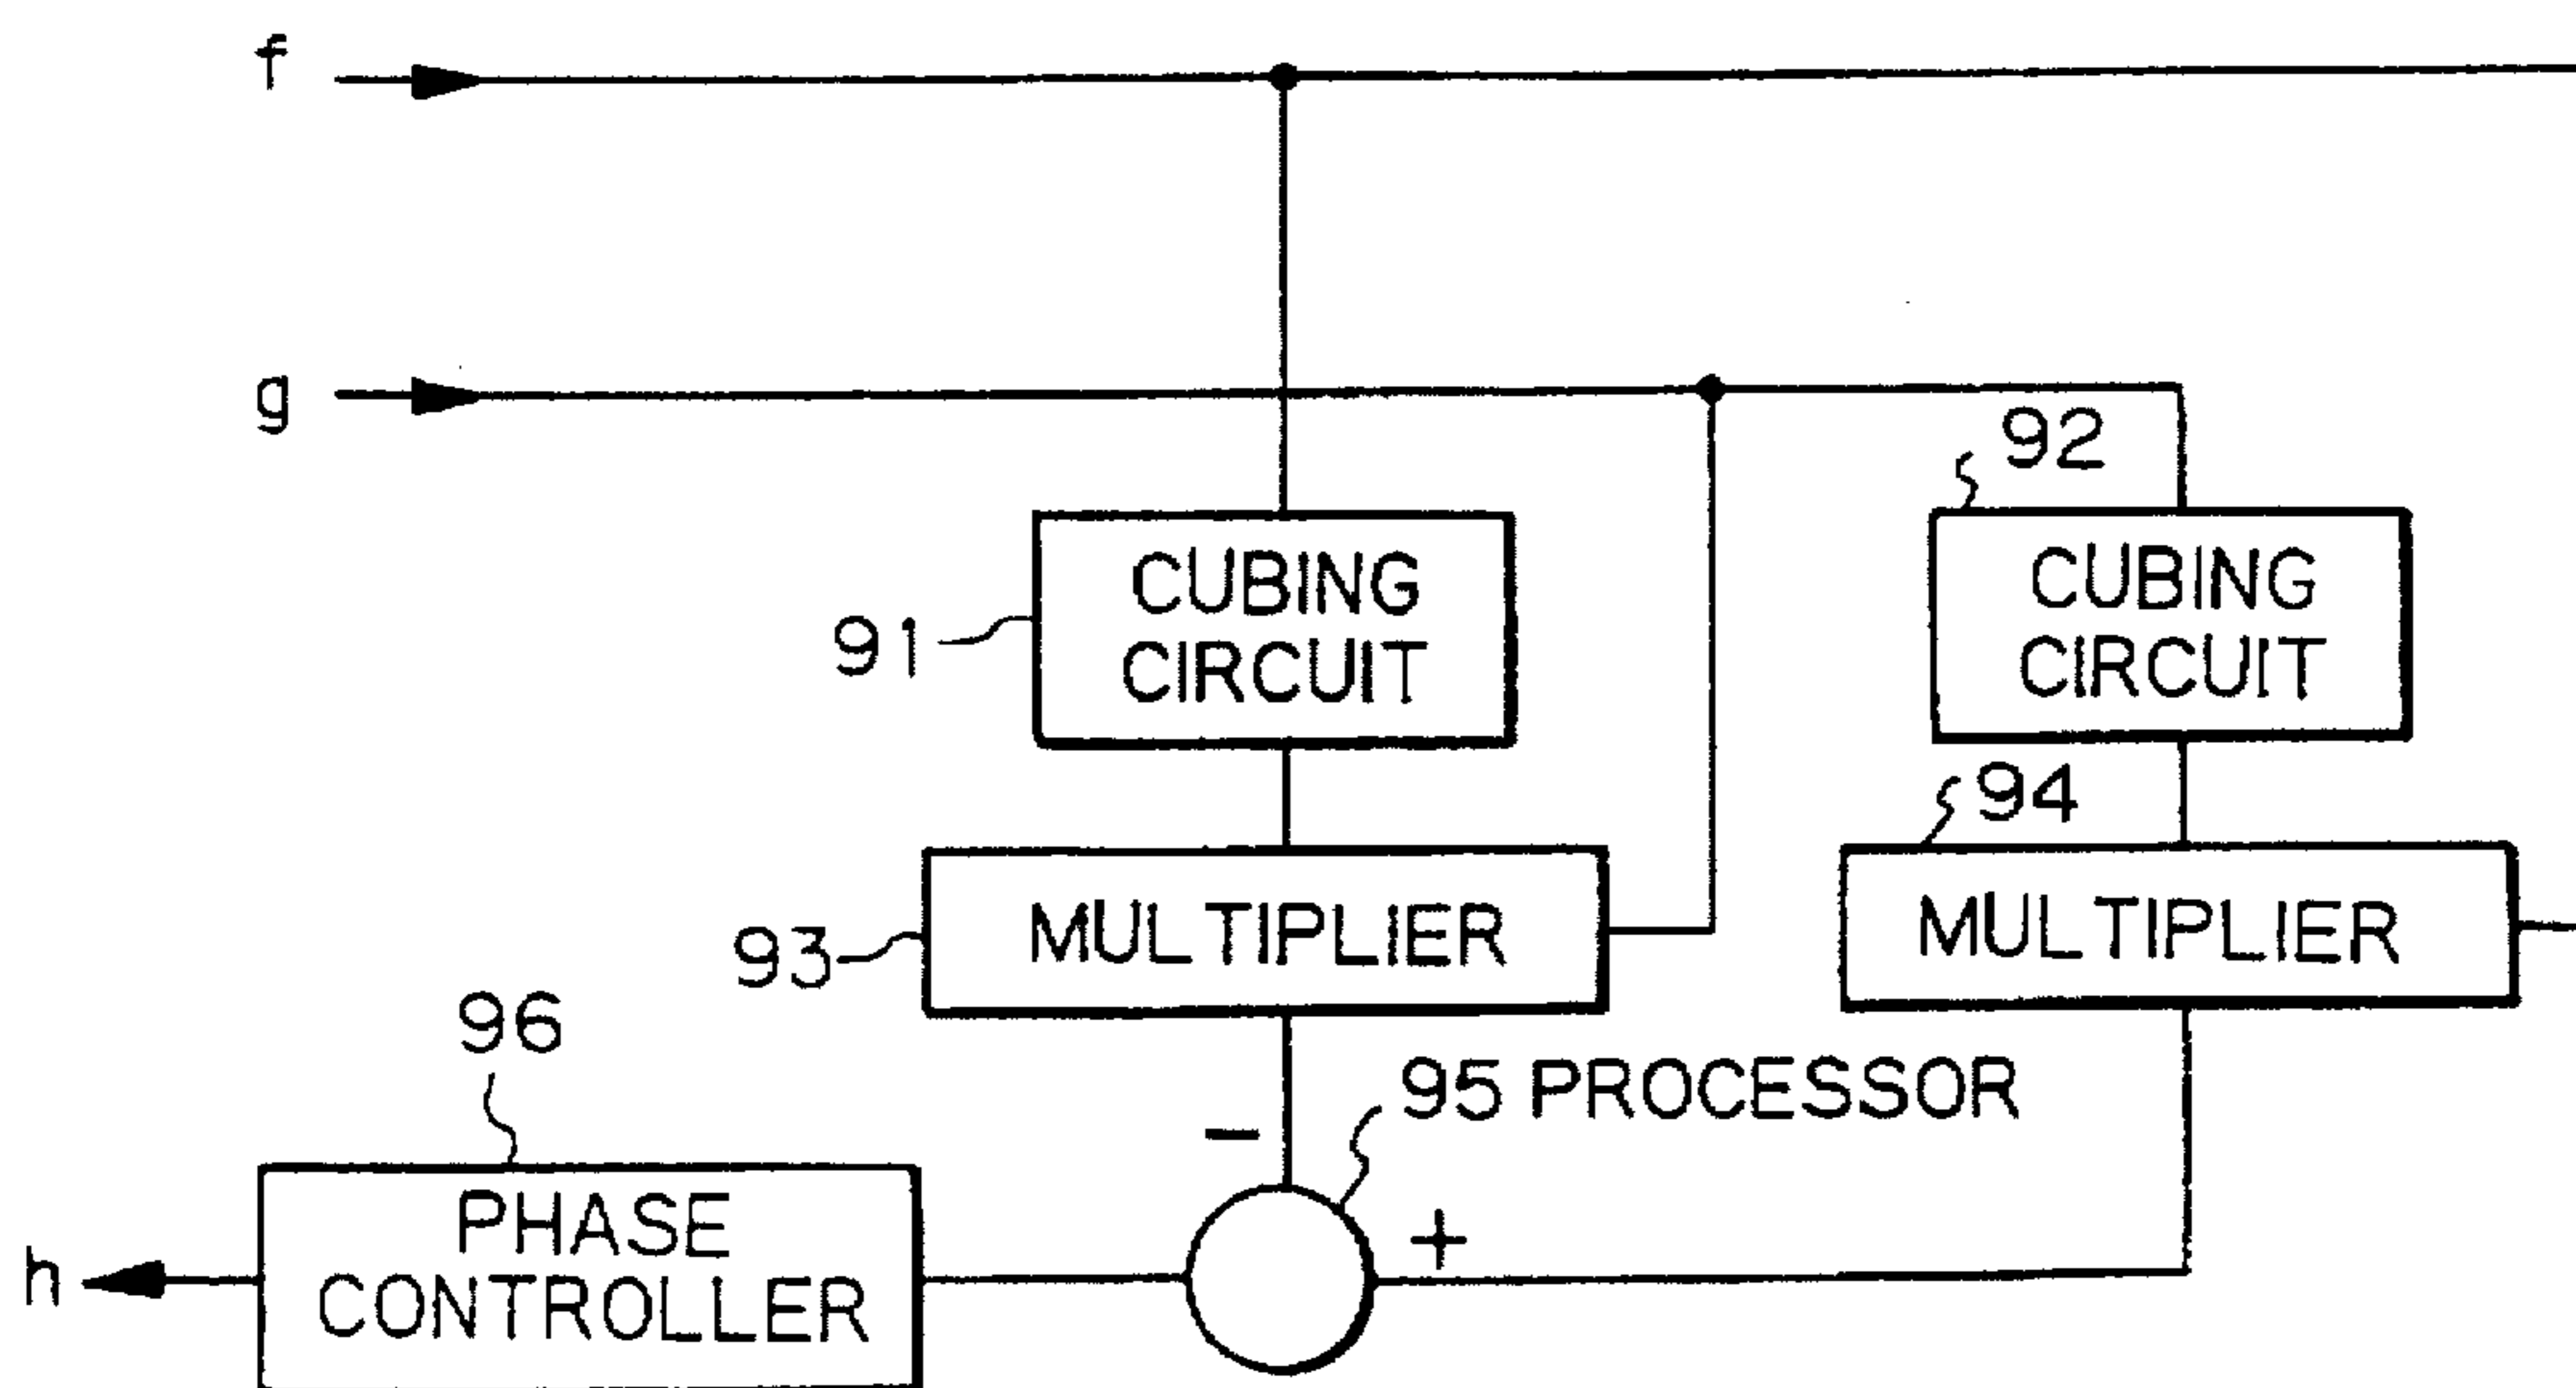 f
g
92
CUBING
CIRCUIT
91
CUBING
CIRCUIT
94
MULTIPLIER
93
MULTIPLIER
96
95 PROCESSOR
−
PHASE
CONTROLLER
+
h